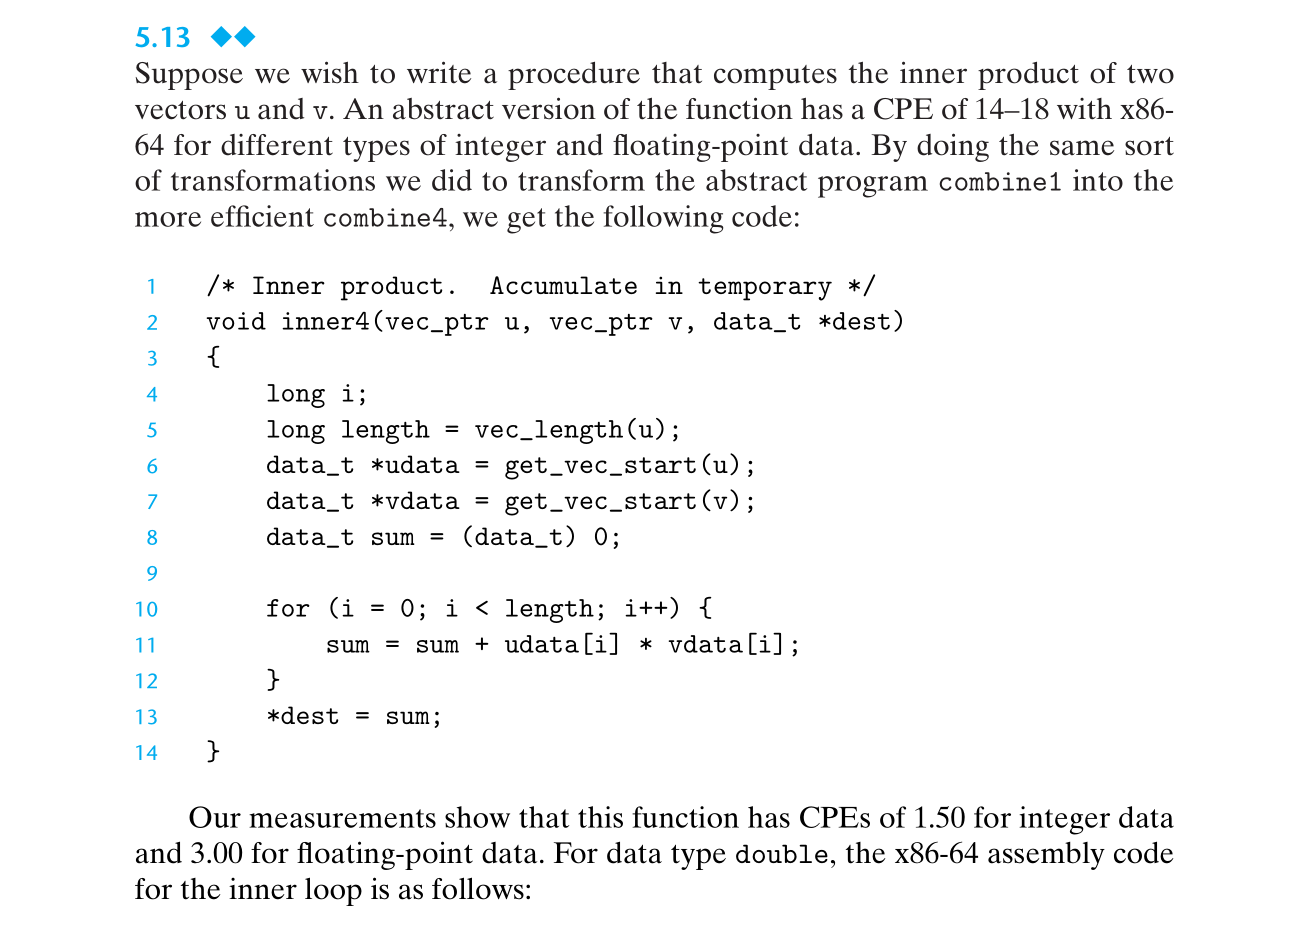 5.13 ◆◆
Suppose we wish to write a procedure that computes the inner product of two
vectors u and v. An abstract version of the function has a CPE of 14–18 with x86-
64 for different types of integer and floating-point data. By doing the same sort
of transformations we did to transform the abstract program combine1 into the
more efficient combine4, we get the following code:
1 /* Inner product. Accumulate in temporary */
2 void inner4(vec_ptr u, vec_ptr v, data_t *dest)
3 {
4     long i;
5     long length = vec_length(u);
6     data_t *udata = get_vec_start(u);
7     data_t *vdata = get_vec_start(v);
8     data_t sum = (data_t) 0;
9
10     for (i = 0; i < length; i++) {
11         sum = sum + udata[i] * vdata[i];
12     }
13     *dest = sum;
14 }
Our measurements show that this function has CPEs of 1.50 for integer data
and 3.00 for floating-point data. For data type double, the x86-64 assembly code
for the inner loop is as follows: